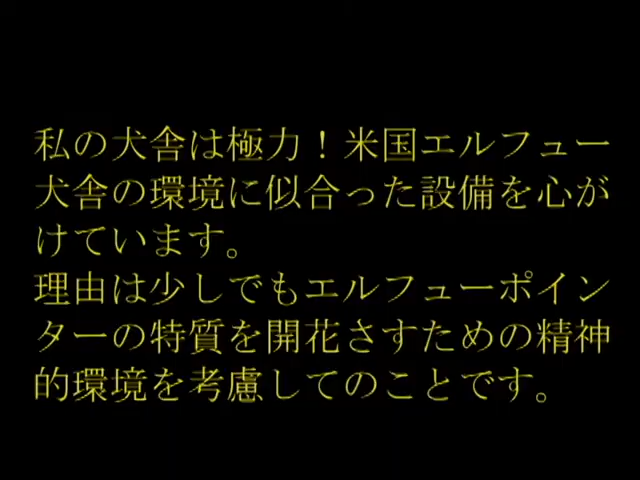 私の犬舎は極力！米国エルフュー
犬舎の環境に似合った設備を心が
けています。
理由は少しでもエルフューポイン
ターの特質を開花さすための精神
的環境を考慮してのことです。